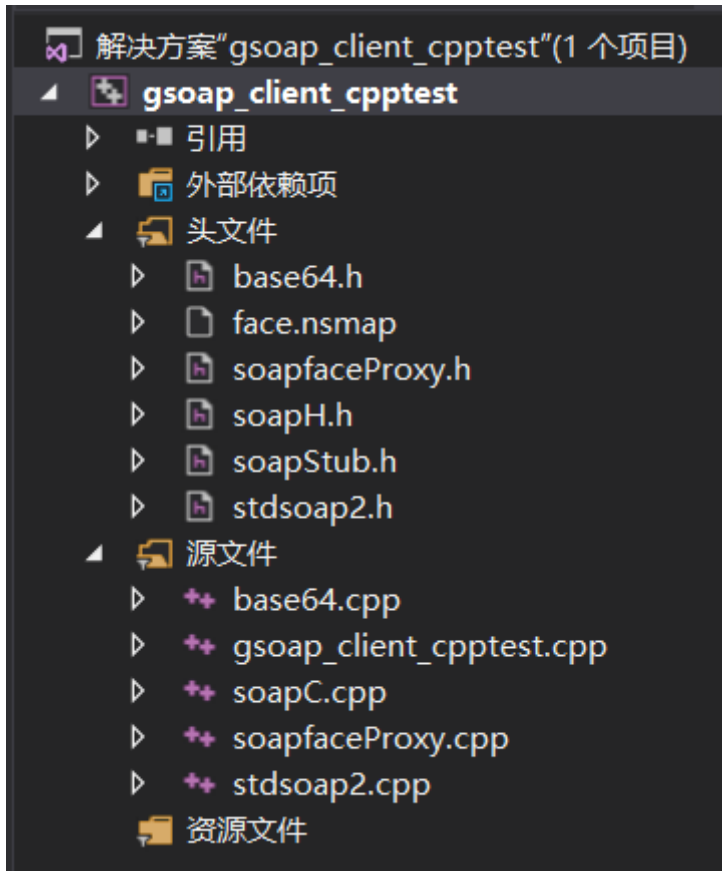 解决方案"gsoap_client_cpptest"(1 个项目)
gsoap_client_cpptest
引用
外部依赖项
头文件
base64.h
face.nsmap
soapfaceProxy.h
soapH.h
soapStub.h
stdsoap2.h
源文件
base64.cpp
gsoap_client_cpptest.cpp
soapC.cpp
soapfaceProxy.cpp
stdsoap2.cpp
资源文件